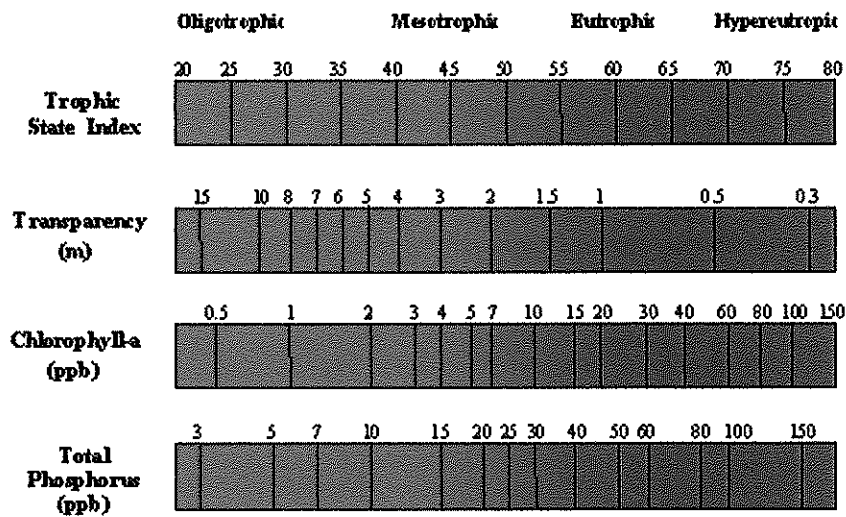 Oligotrophic Mesotrophic Eutrophic Hypereutropic
20 25 30 35 40 45 50 55 60 65 70 75 80
Trophic
State Index
15 10 8 7 6 5 4 3 2 1.5 1 0.5 0.3
Transparency
(m)
0.5 1 2 3 4 5 7 10 15 20 30 40 60 80 100 150
Chlorophyll-a
(ppb)
3 5 7 10 15 20 25 30 40 50 60 80 100 150
Total
Phosphorus
(ppb)